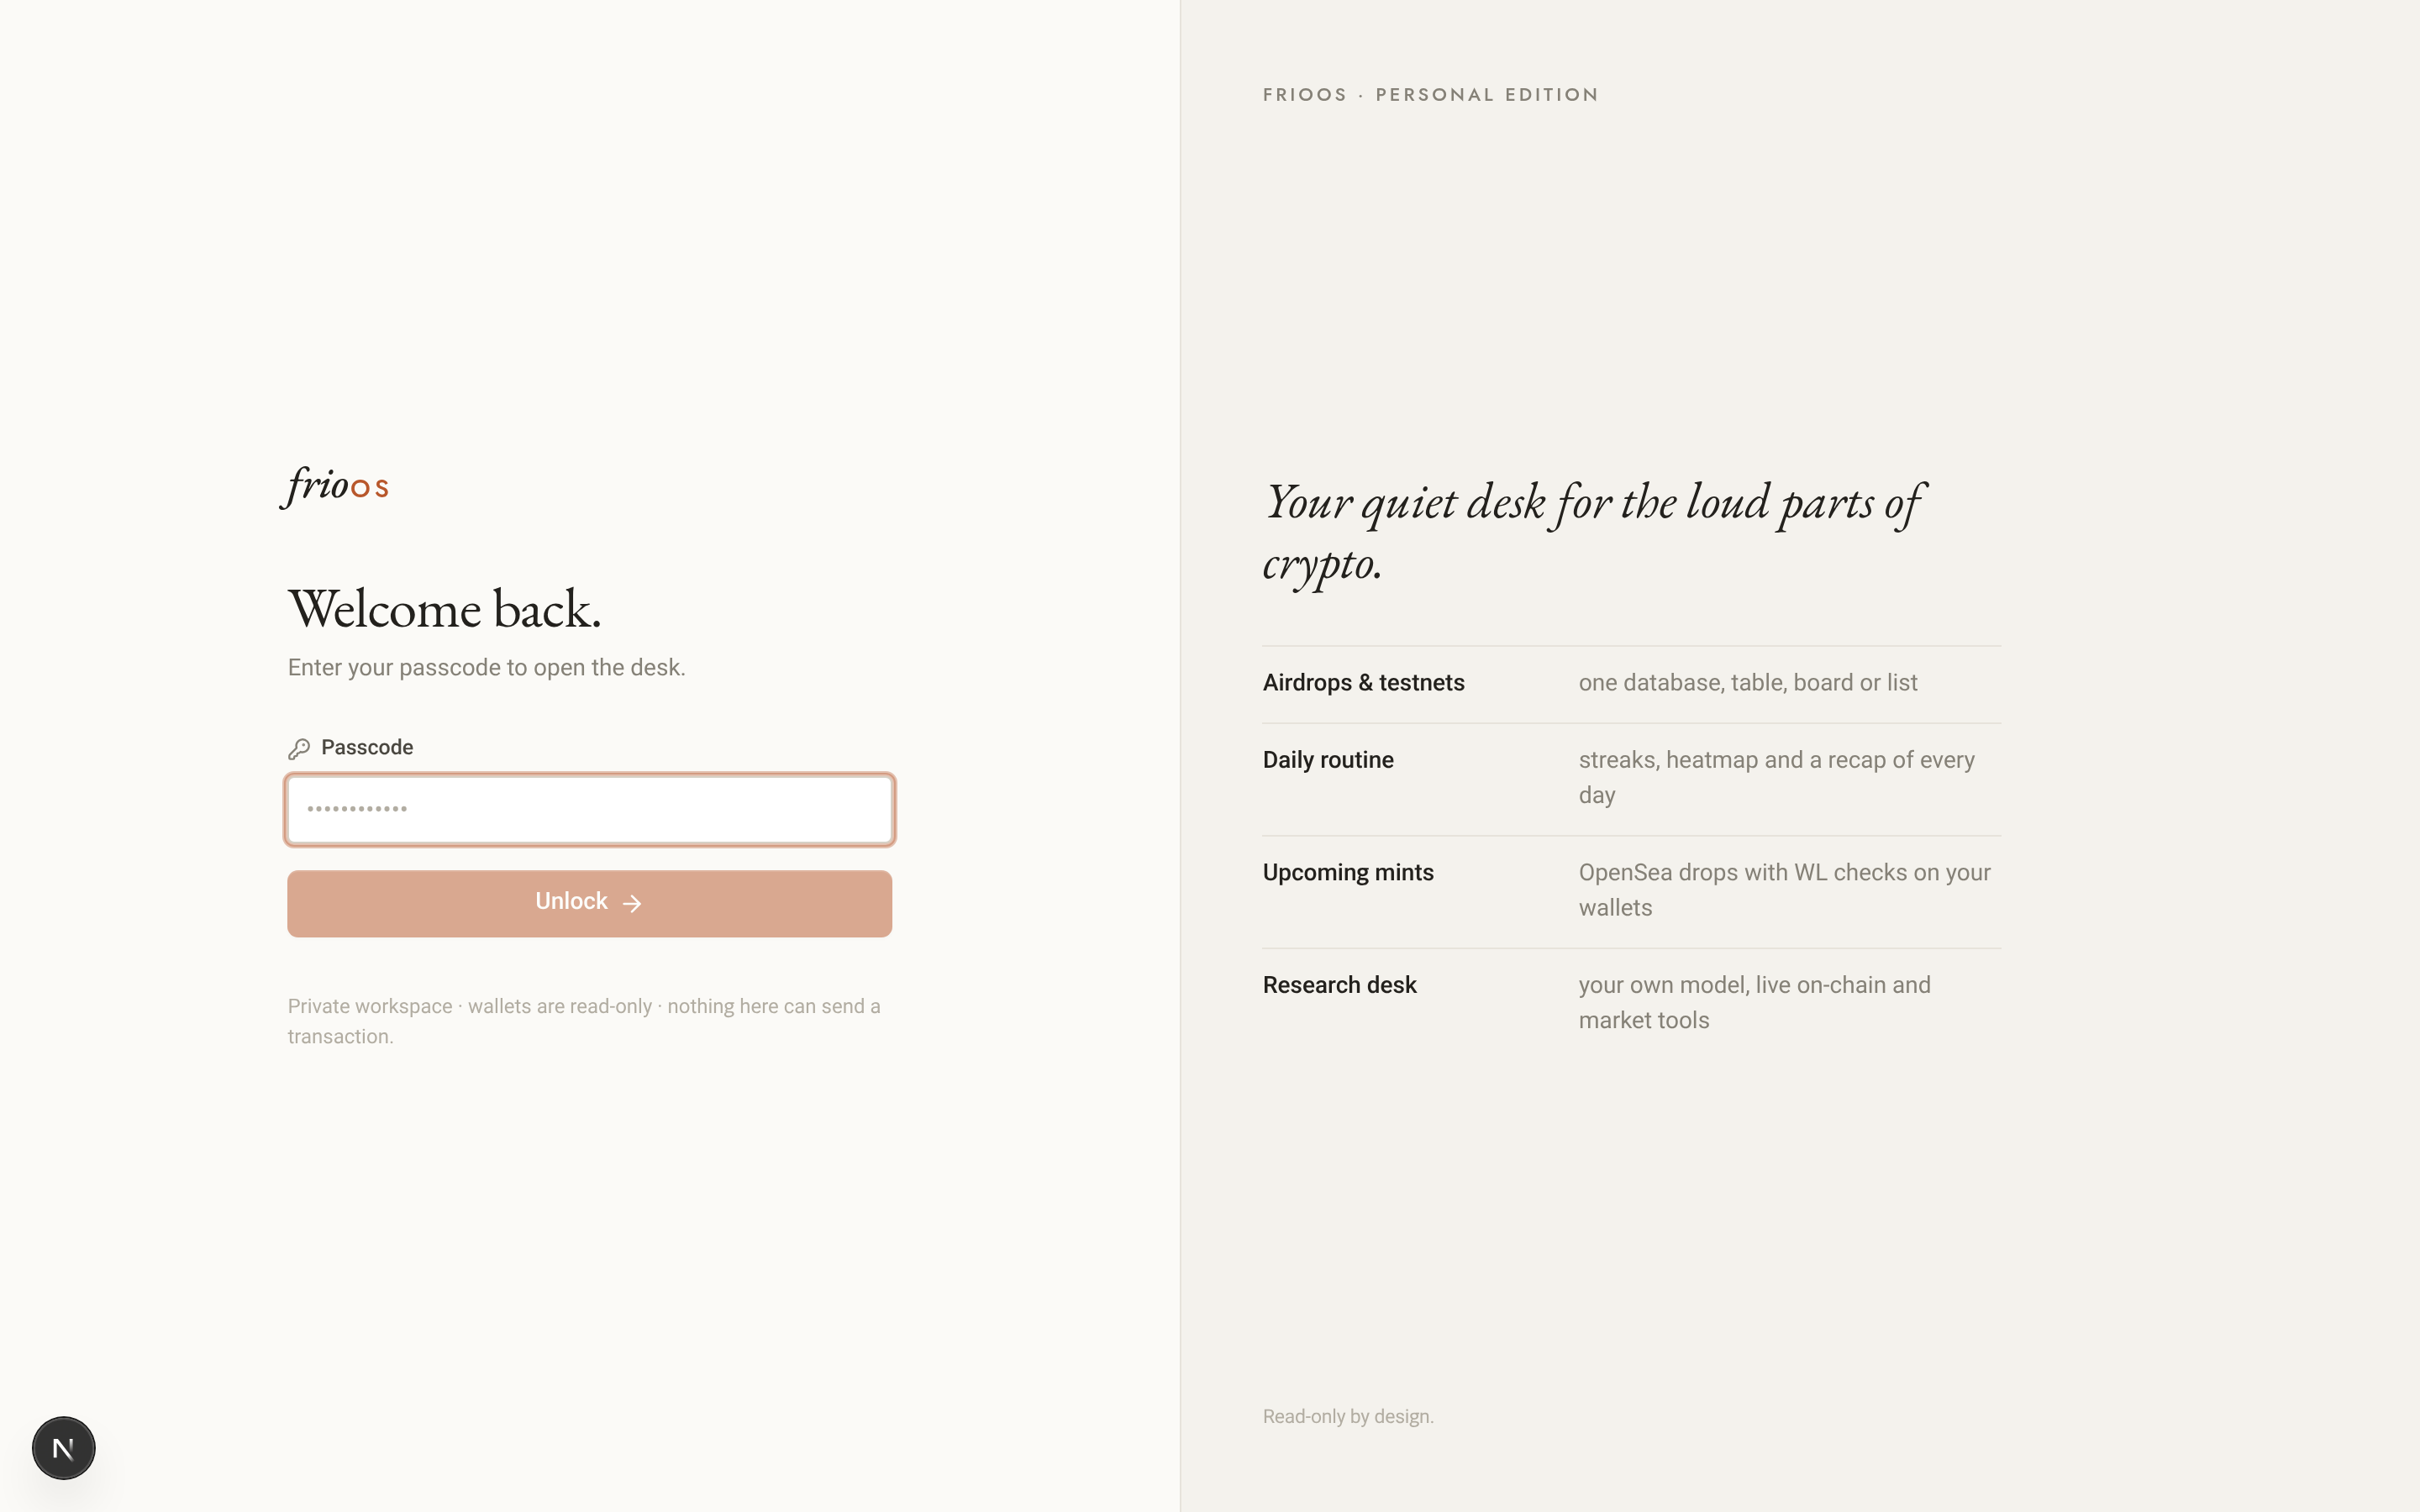 frioos
Welcome back.
Enter your passcode to open the desk.
Passcode
••••••••••••
Unlock →
Private workspace · wallets are read-only · nothing here can send a
transaction.
N
FRIOOS · PERSONAL EDITION
Your quiet desk for the loud parts of
crypto.
Airdrops & testnets
one database, table, board or list
Daily routine
streaks, heatmap and a recap of every
day
Upcoming mints
OpenSea drops with WL checks on your
wallets
Research desk
your own model, live on-chain and
market tools
Read-only by design.